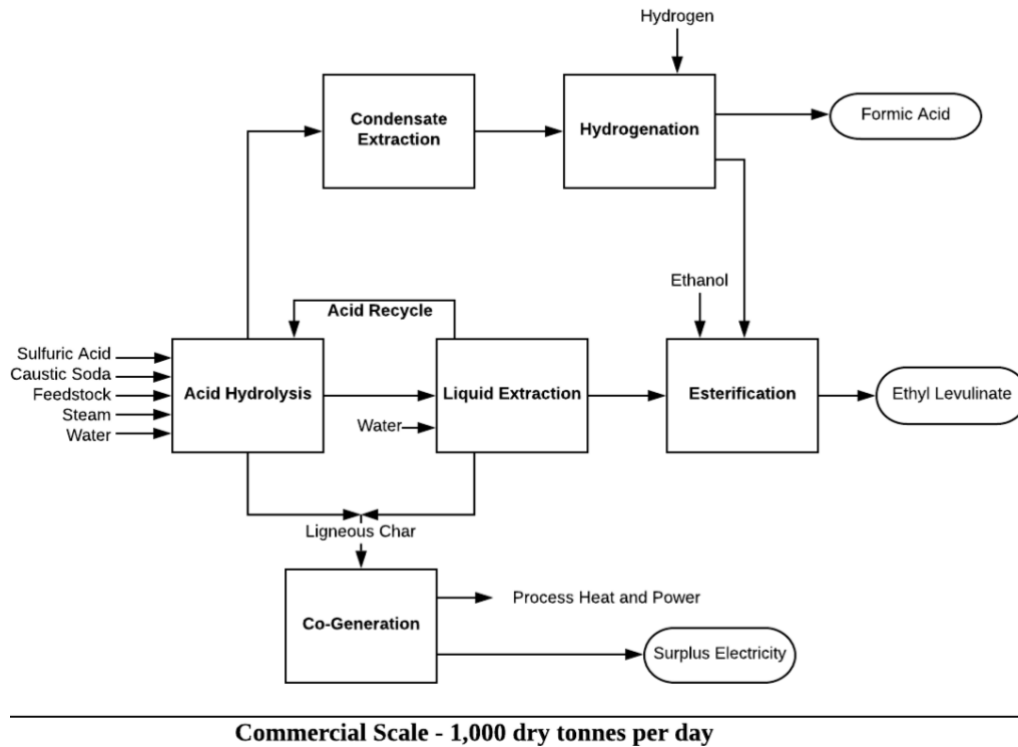 Hydrogen
Condensate
Extraction
Hydrogenation
Formic Acid
Ethanol
Acid Recycle
Sulfuric Acid
Caustic Soda
Feedstock
Steam
Water
Acid Hydrolysis
Liquid Extraction
Water
Esterification
Ethyl Levulinate
Ligneous Char
Co-Generation
Process Heat and Power
Surplus Electricity
Commercial Scale - 1,000 dry tonnes per day